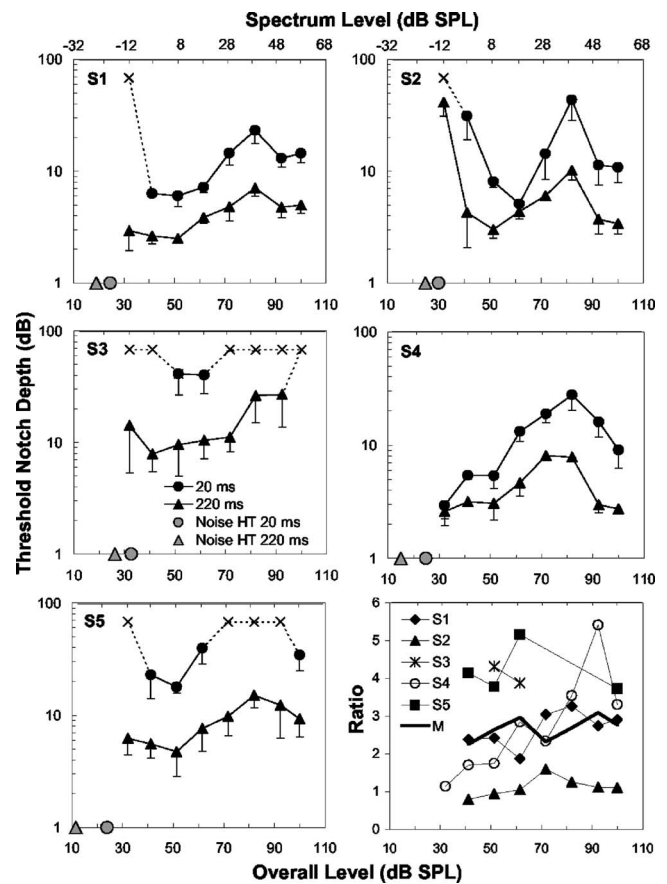 Spectrum Level (dB SPL)
-32 -12 8 28 48 68 -32 -12 8 28 48 68
100 S1 100 S2
10 10
1 1
10 30 50 70 90 110 10 30 50 70 90 110
Threshold Notch Depth (dB)
100 S3 100 S4
10 10
20 ms
220 ms
Noise HT 20 ms
Noise HT 220 ms
1 1
10 30 50 70 90 110 10 30 50 70 90 110
100 S5
10
1
10 30 50 70 90 110
Ratio
6
5
4
3
2
1
0
S1
S2
S3
S4
S5
M
10 30 50 70 90 110
Overall Level (dB SPL)